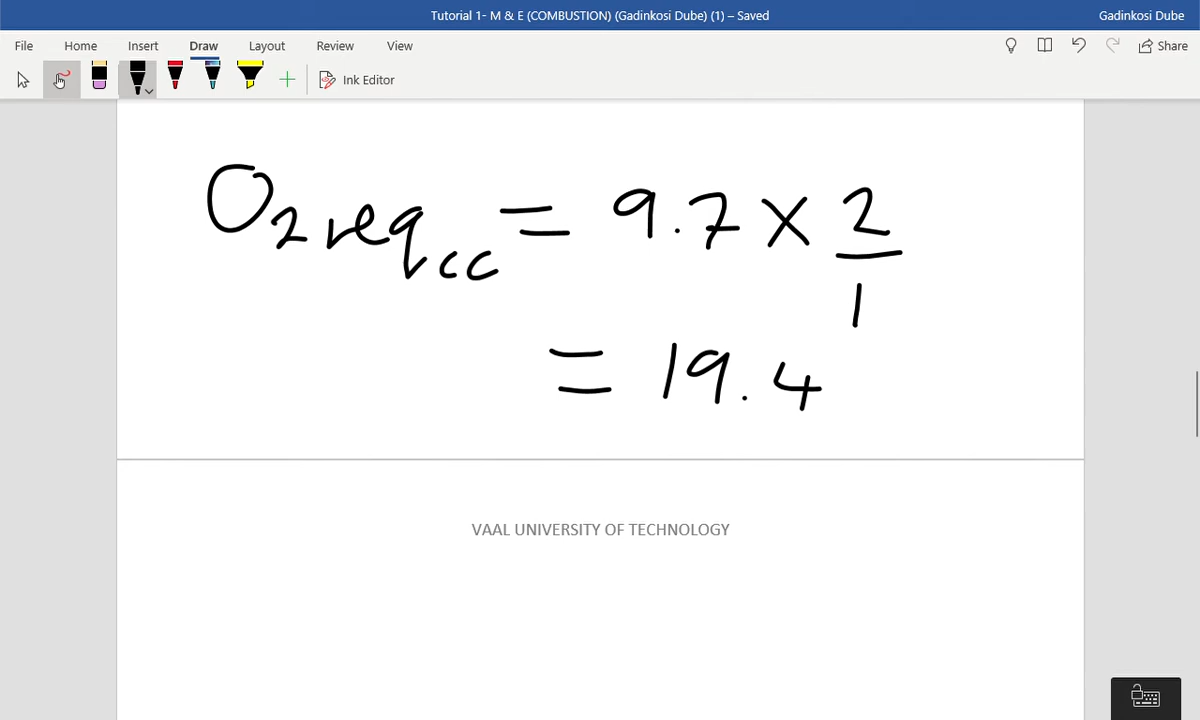 Tutorial 1- M & E (COMBUSTION) (Gadinkosi Dube) (1) – Saved
Gadinkosi Dube
File Home Insert Draw Layout Review View
Share
Ink Editor
O₂ req cc = 9.7 × 2/1
= 19.4
VAAL UNIVERSITY OF TECHNOLOGY